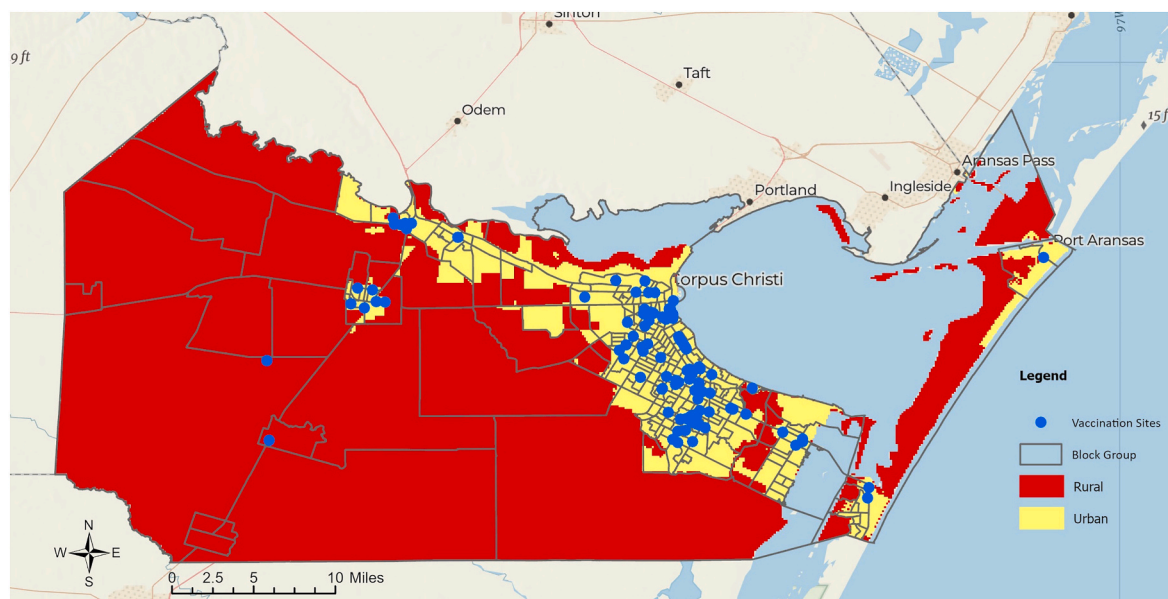 Sinton
97°W
9 ft
Taft
Odem
15 f
Aransas Pass
Portland
Ingleside
Port Aransas
Corpus Christi
Legend
Vaccination Sites
Block Group
Rural
Urban
N
W E
S
0 2.5 5 10 Miles